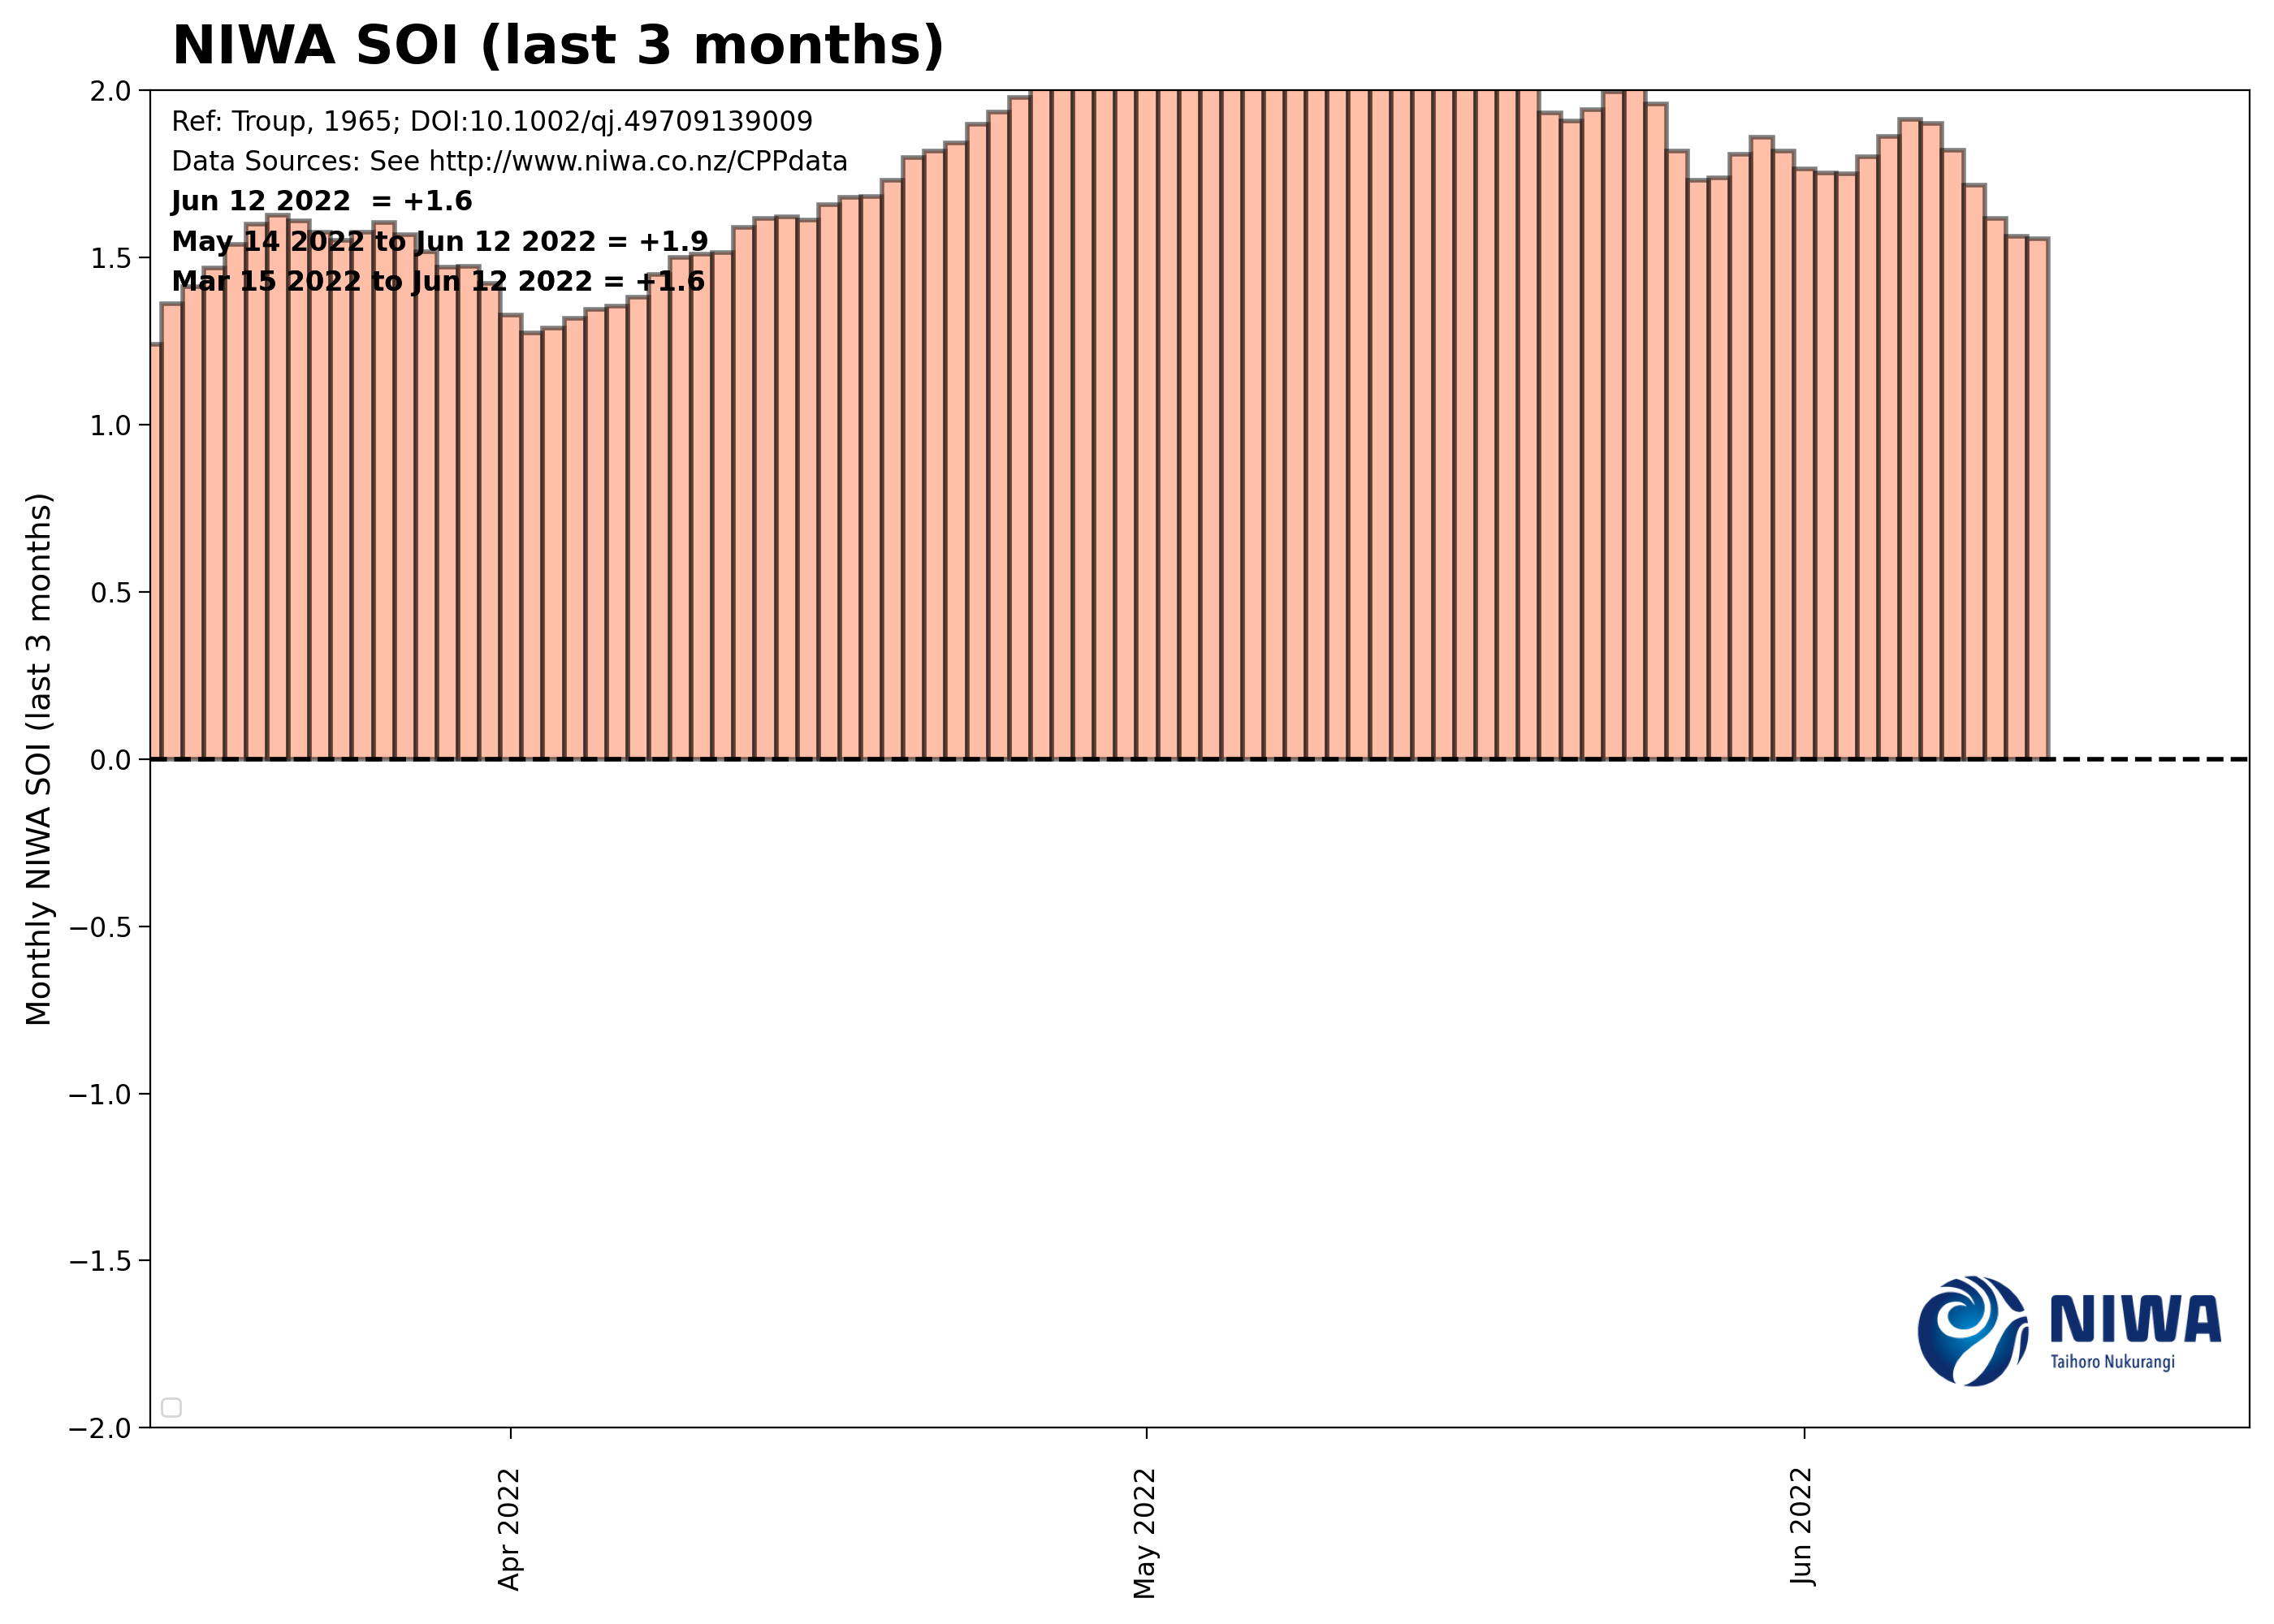 NIWA SOI (last 3 months)
Ref: Troup, 1965; DOI:10.1002/qj.49709139009
Data Sources: See http://www.niwa.co.nz/CPPdata
Jun 12 2022 = +1.6
May 14 2022 to Jun 12 2022 = +1.9
Mar 15 2022 to Jun 12 2022 = +1.6
Monthly NIWA SOI (last 3 months)
2.0
1.5
1.0
0.5
0.0
−0.5
−1.0
−1.5
−2.0
Apr 2022
May 2022
Jun 2022
NIWA
Taihoro Nukurangi